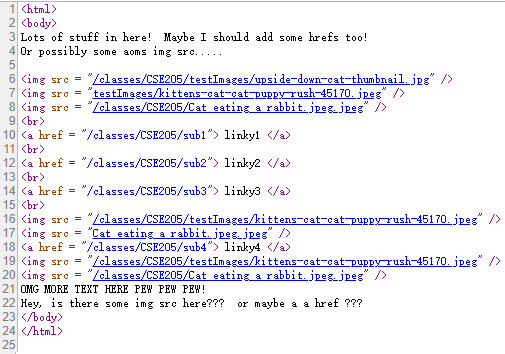 1 <html>
2 <body>
3 Lots of stuff in here!  Maybe I should add some hrefs too!
4 Or possibly some aoms img src.....
5
6 <img src = "/classes/CSE205/testImages/upside-down-cat-thumbnail.jpg" />
7 <img src = "testImages/kittens-cat-cat-puppy-rush-45170.jpeg" />
8 <img src = "/classes/CSE205/Cat eating a rabbit.jpeg.jpeg" />
9 <br>
10 <a href = "/classes/CSE205/sub1"> linky1 </a>
11 <br>
12 <a href = "/classes/CSE205/sub2"> linky2 </a>
13 <br>
14 <a href = "/classes/CSE205/sub3"> linky3 </a>
15 <br>
16 <img src = "/classes/CSE205/testImages/kittens-cat-cat-puppy-rush-45170.jpeg" />
17 <img src = "Cat eating a rabbit.jpeg.jpeg" />
18 <a href = "/classes/CSE205/sub4"> linky4 </a>
19 <img src = "/classes/CSE205/testImages/kittens-cat-cat-puppy-rush-45170.jpeg" />
20 <img src = "/classes/CSE205/Cat eating a rabbit.jpeg.jpeg" />
21 OMG MORE TEXT HERE PEW PEW PEW!
22 Hey, is there some img src here???  or maybe a a href ???
23 </body>
24 </html>
25